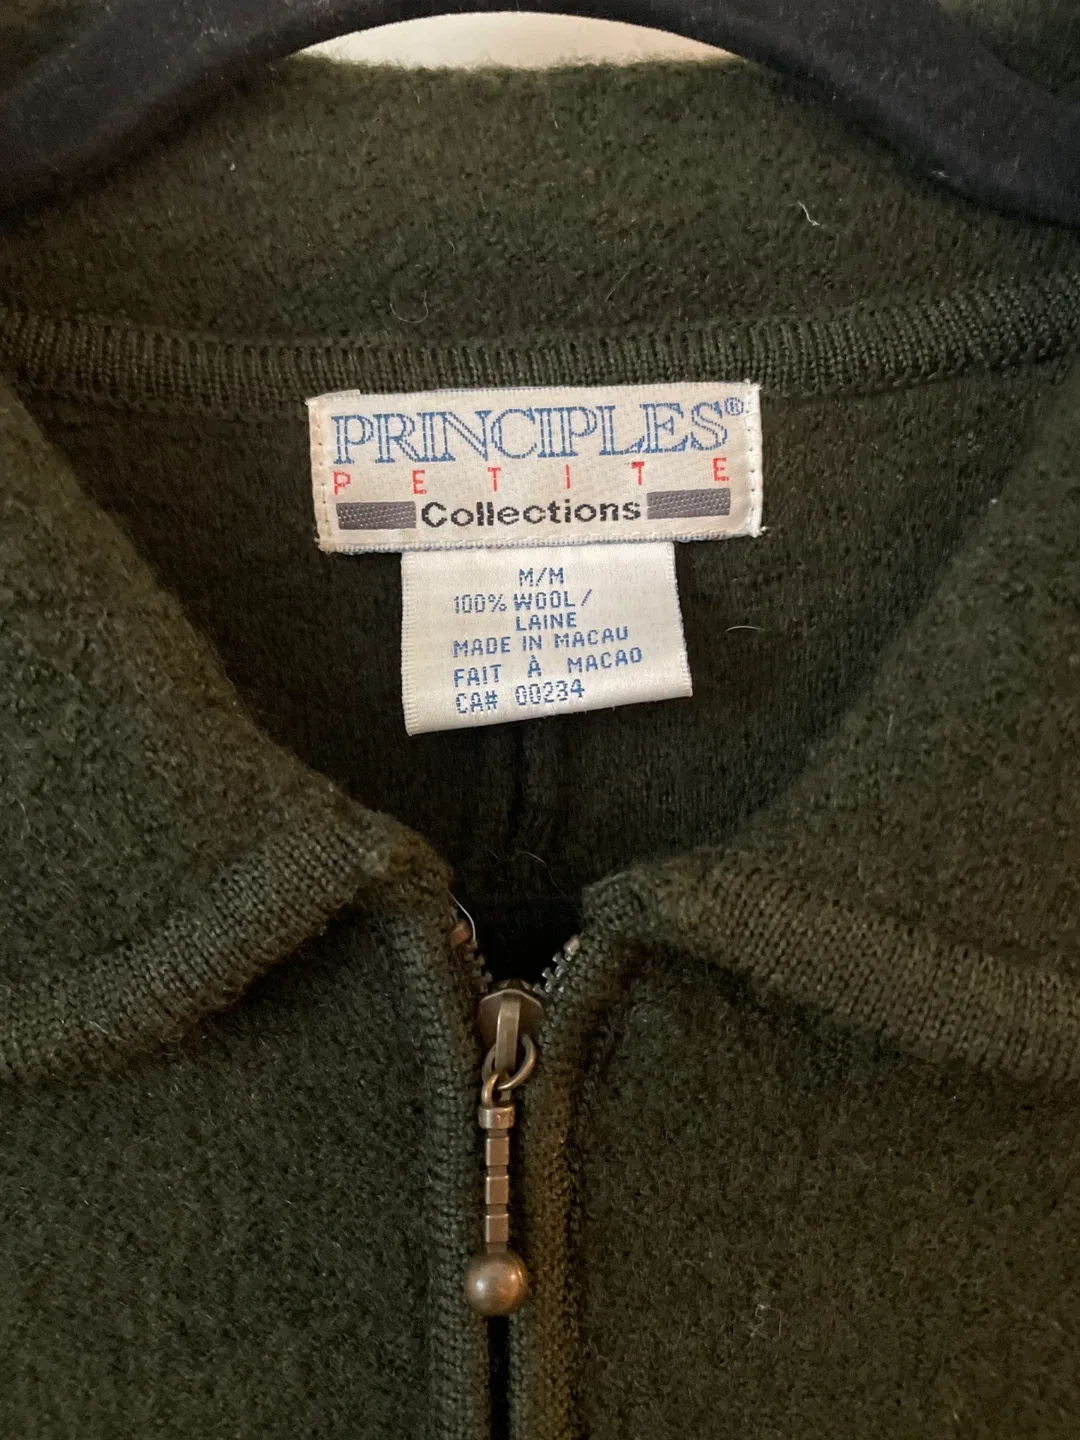 PRINCIPLES®
PETITE
Collections
M/M
100% WOOL/
LAINE
MADE IN MACAU
FAIT À MACAO
CA# 00234